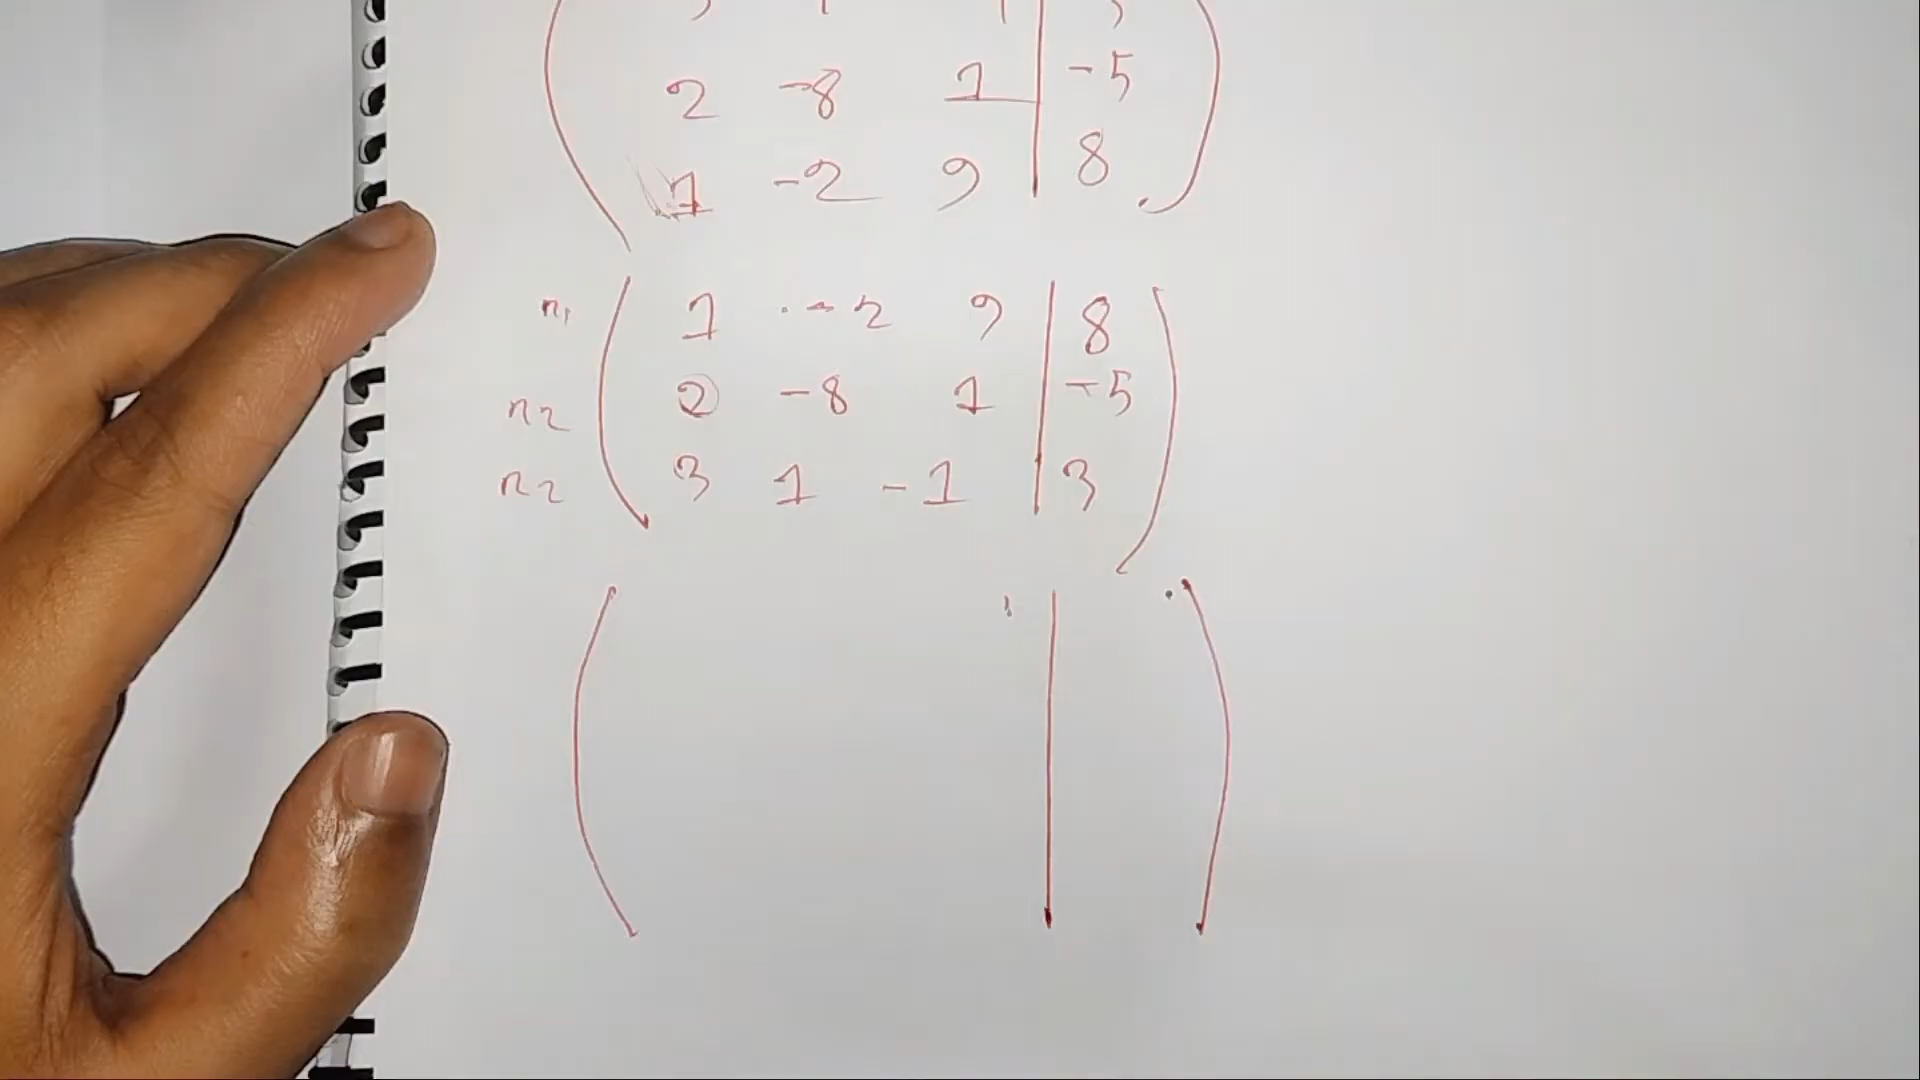 2 -8 1 -5
1 -2 9 8
r1 1 -2 9 8
r2 2 -8 1 -5
r2 3 1 -1 3